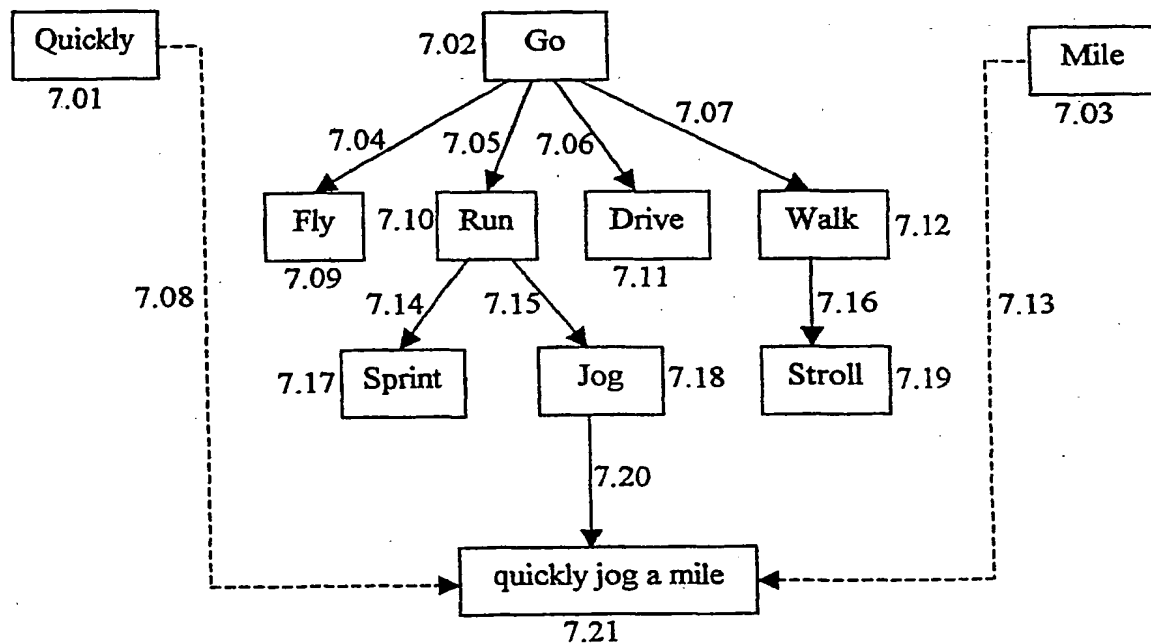 Quickly
7.01
7.02
Go
Mile
7.03
7.04
7.05
7.06
7.07
Fly
7.09
7.10
Run
Drive
7.11
Walk
7.12
7.08
7.14
7.15
7.16
7.13
7.17
Sprint
Jog
7.18
Stroll
7.19
7.20
quickly jog a mile
7.21